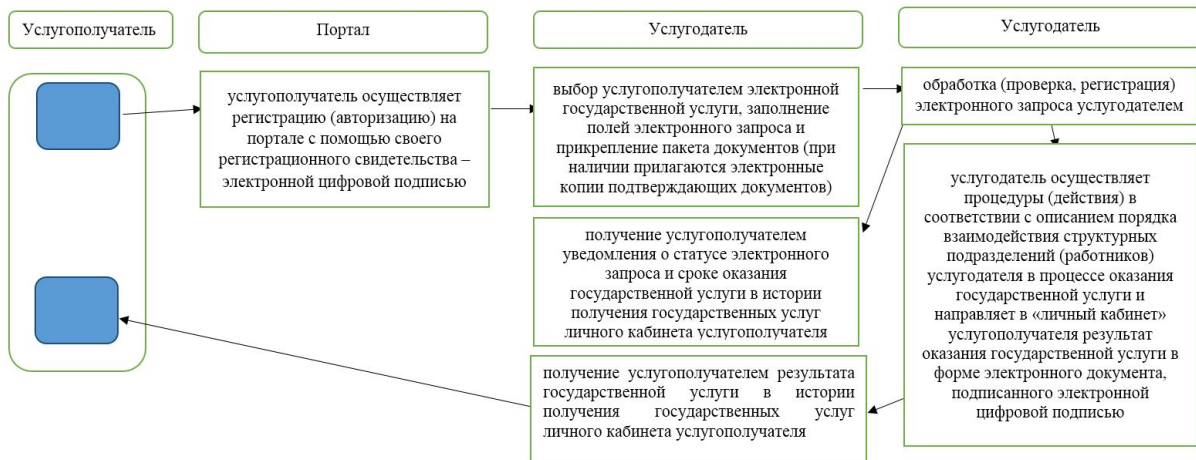 Услугополучатель
Портал
Услугодатель
Услугодатель
услугополучатель осуществляет
регистрацию (авторизацию) на
портале с помощью своего
регистрационного свидетельства –
электронной цифровой подписью
выбор услугополучателем электронной
государственной услуги, заполнение
полей электронного запроса и
прикрепление пакета документов (при
наличии прилагаются электронные
копии подтверждающих документов)
обработка (проверка, регистрация)
электронного запроса услугодателем
получение услугополучателем
уведомления о статусе электронного
запроса и сроке оказания
государственной услуги в истории
получения государственных услуг
личного кабинета услугополучателя
услугодатель осуществляет
процедуры (действия) в
соответствии с описанием порядка
взаимодействия структурных
подразделений (работников)
услугодателя в процессе оказания
государственной услуги и
направляет в «личный кабинет»
услугополучателя результат
оказания государственной услуги в
форме электронного документа,
подписанного электронной
цифровой подписью
получение услугополучателем результата
государственной услуги в истории
получения государственных услуг
личного кабинета услугополучателя